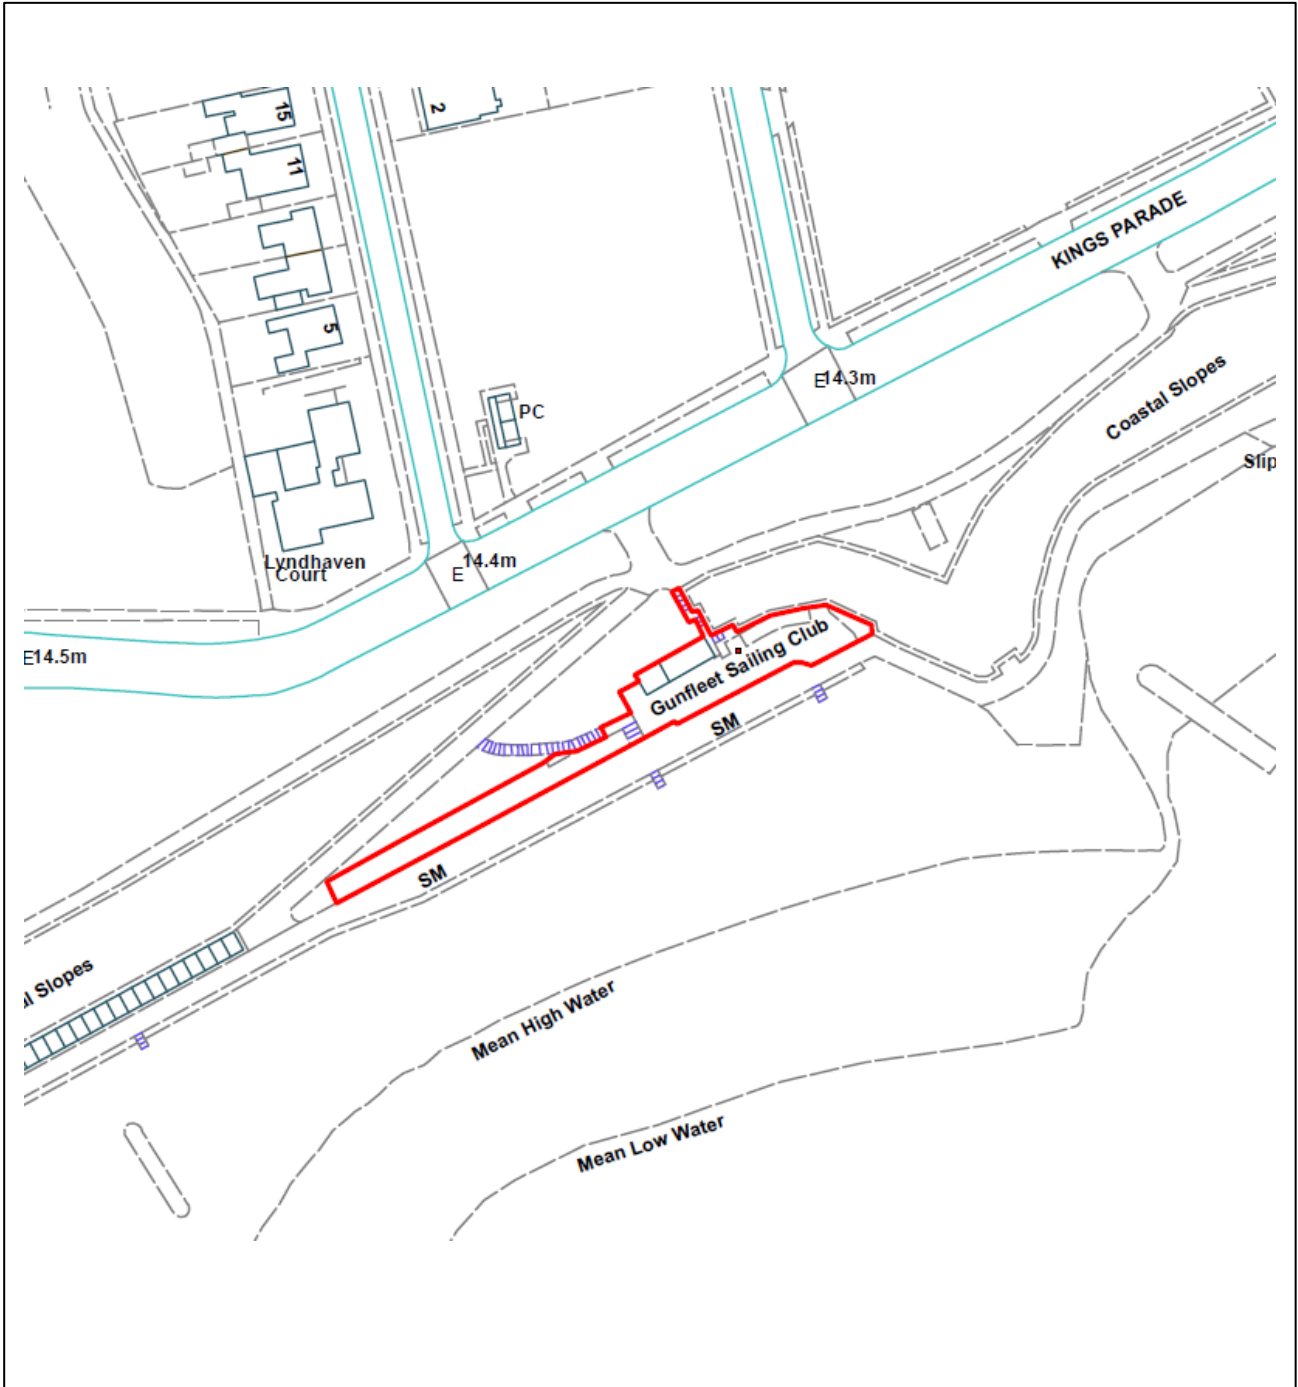 15
2
11
KINGS PARADE
5
E14.3m
Coastal Slopes
PC
Slip
14.4m
E
Lyndhaven
Court
E14.5m
Gunfleet Sailing Club
SM
SM
al Slopes
Mean High Water
Mean Low Water